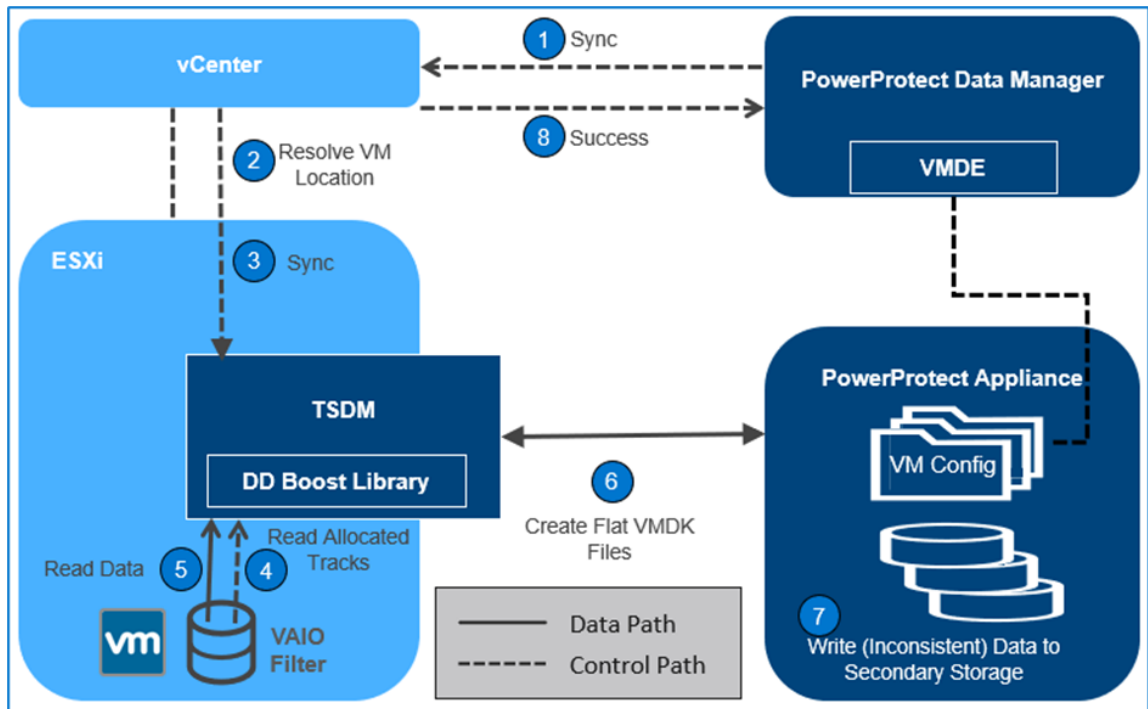 vCenter
1 Sync
PowerProtect Data Manager
8 Success
VMDE
2 Resolve VM
Location
ESXi
3 Sync
TSDM
DD Boost Library
PowerProtect Appliance
VM Config
6
Create Flat VMDK
Files
Read Data 5
4 Read Allocated
Tracks
vm
VAIO
Filter
Data Path
Control Path
7
Write (Inconsistent) Data to
Secondary Storage